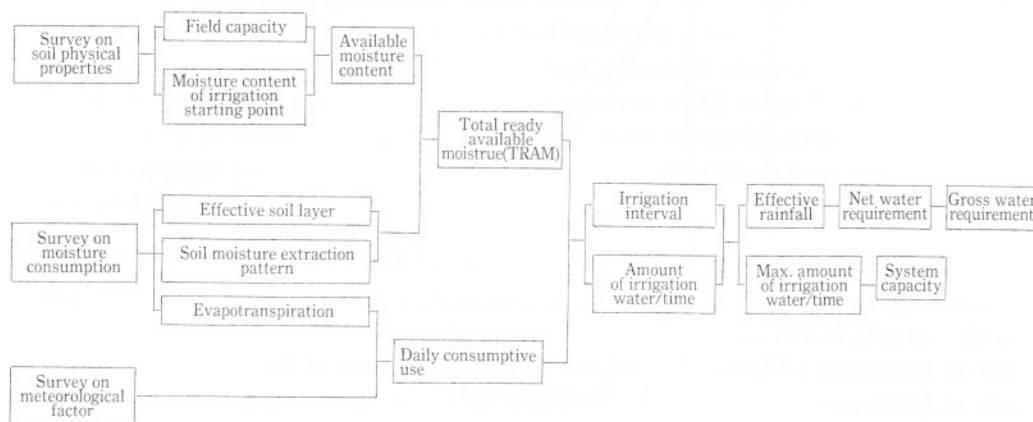 Survey on
soil physical
properties
Field capacity
Moisture content
of irrigation
starting point
Available
moisture
content
Total ready
available
moistrue(TRAM)
Survey on
moisture
consumption
Effective soil layer
Soil moisture extraction
pattern
Evapotranspiration
Survey on
meteorological
factor
Daily consumptive
use
Irrigation
interval
Amount
of irrigation
water/time
Effective
rainfall
Net water
requirement
Gross water
requirement
Max. amount
of irrigation
water/time
System
capacity